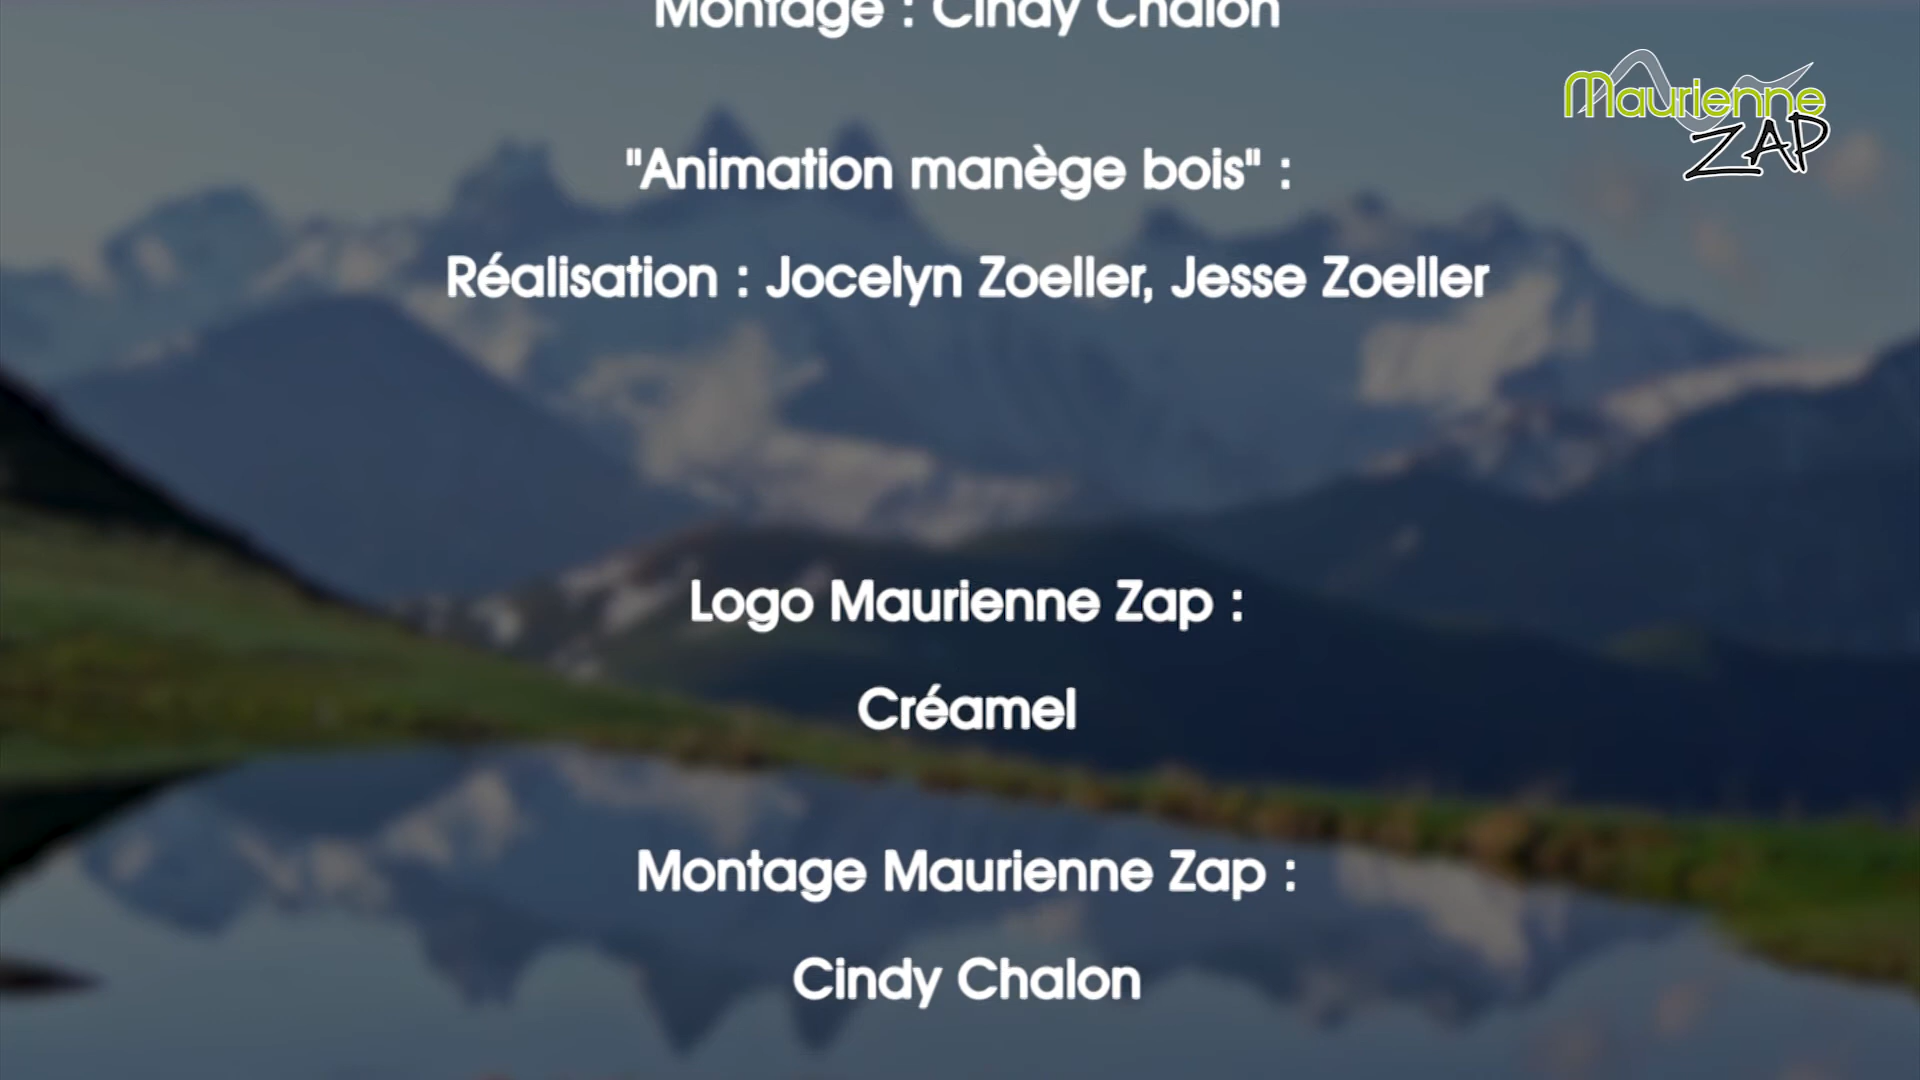 Montage : Cindy Chalon
Maurienne
ZAP
"Animation manège bois" :
Réalisation : Jocelyn Zoeller, Jesse Zoeller
Logo Maurienne Zap :
Créamel
Montage Maurienne Zap :
Cindy Chalon